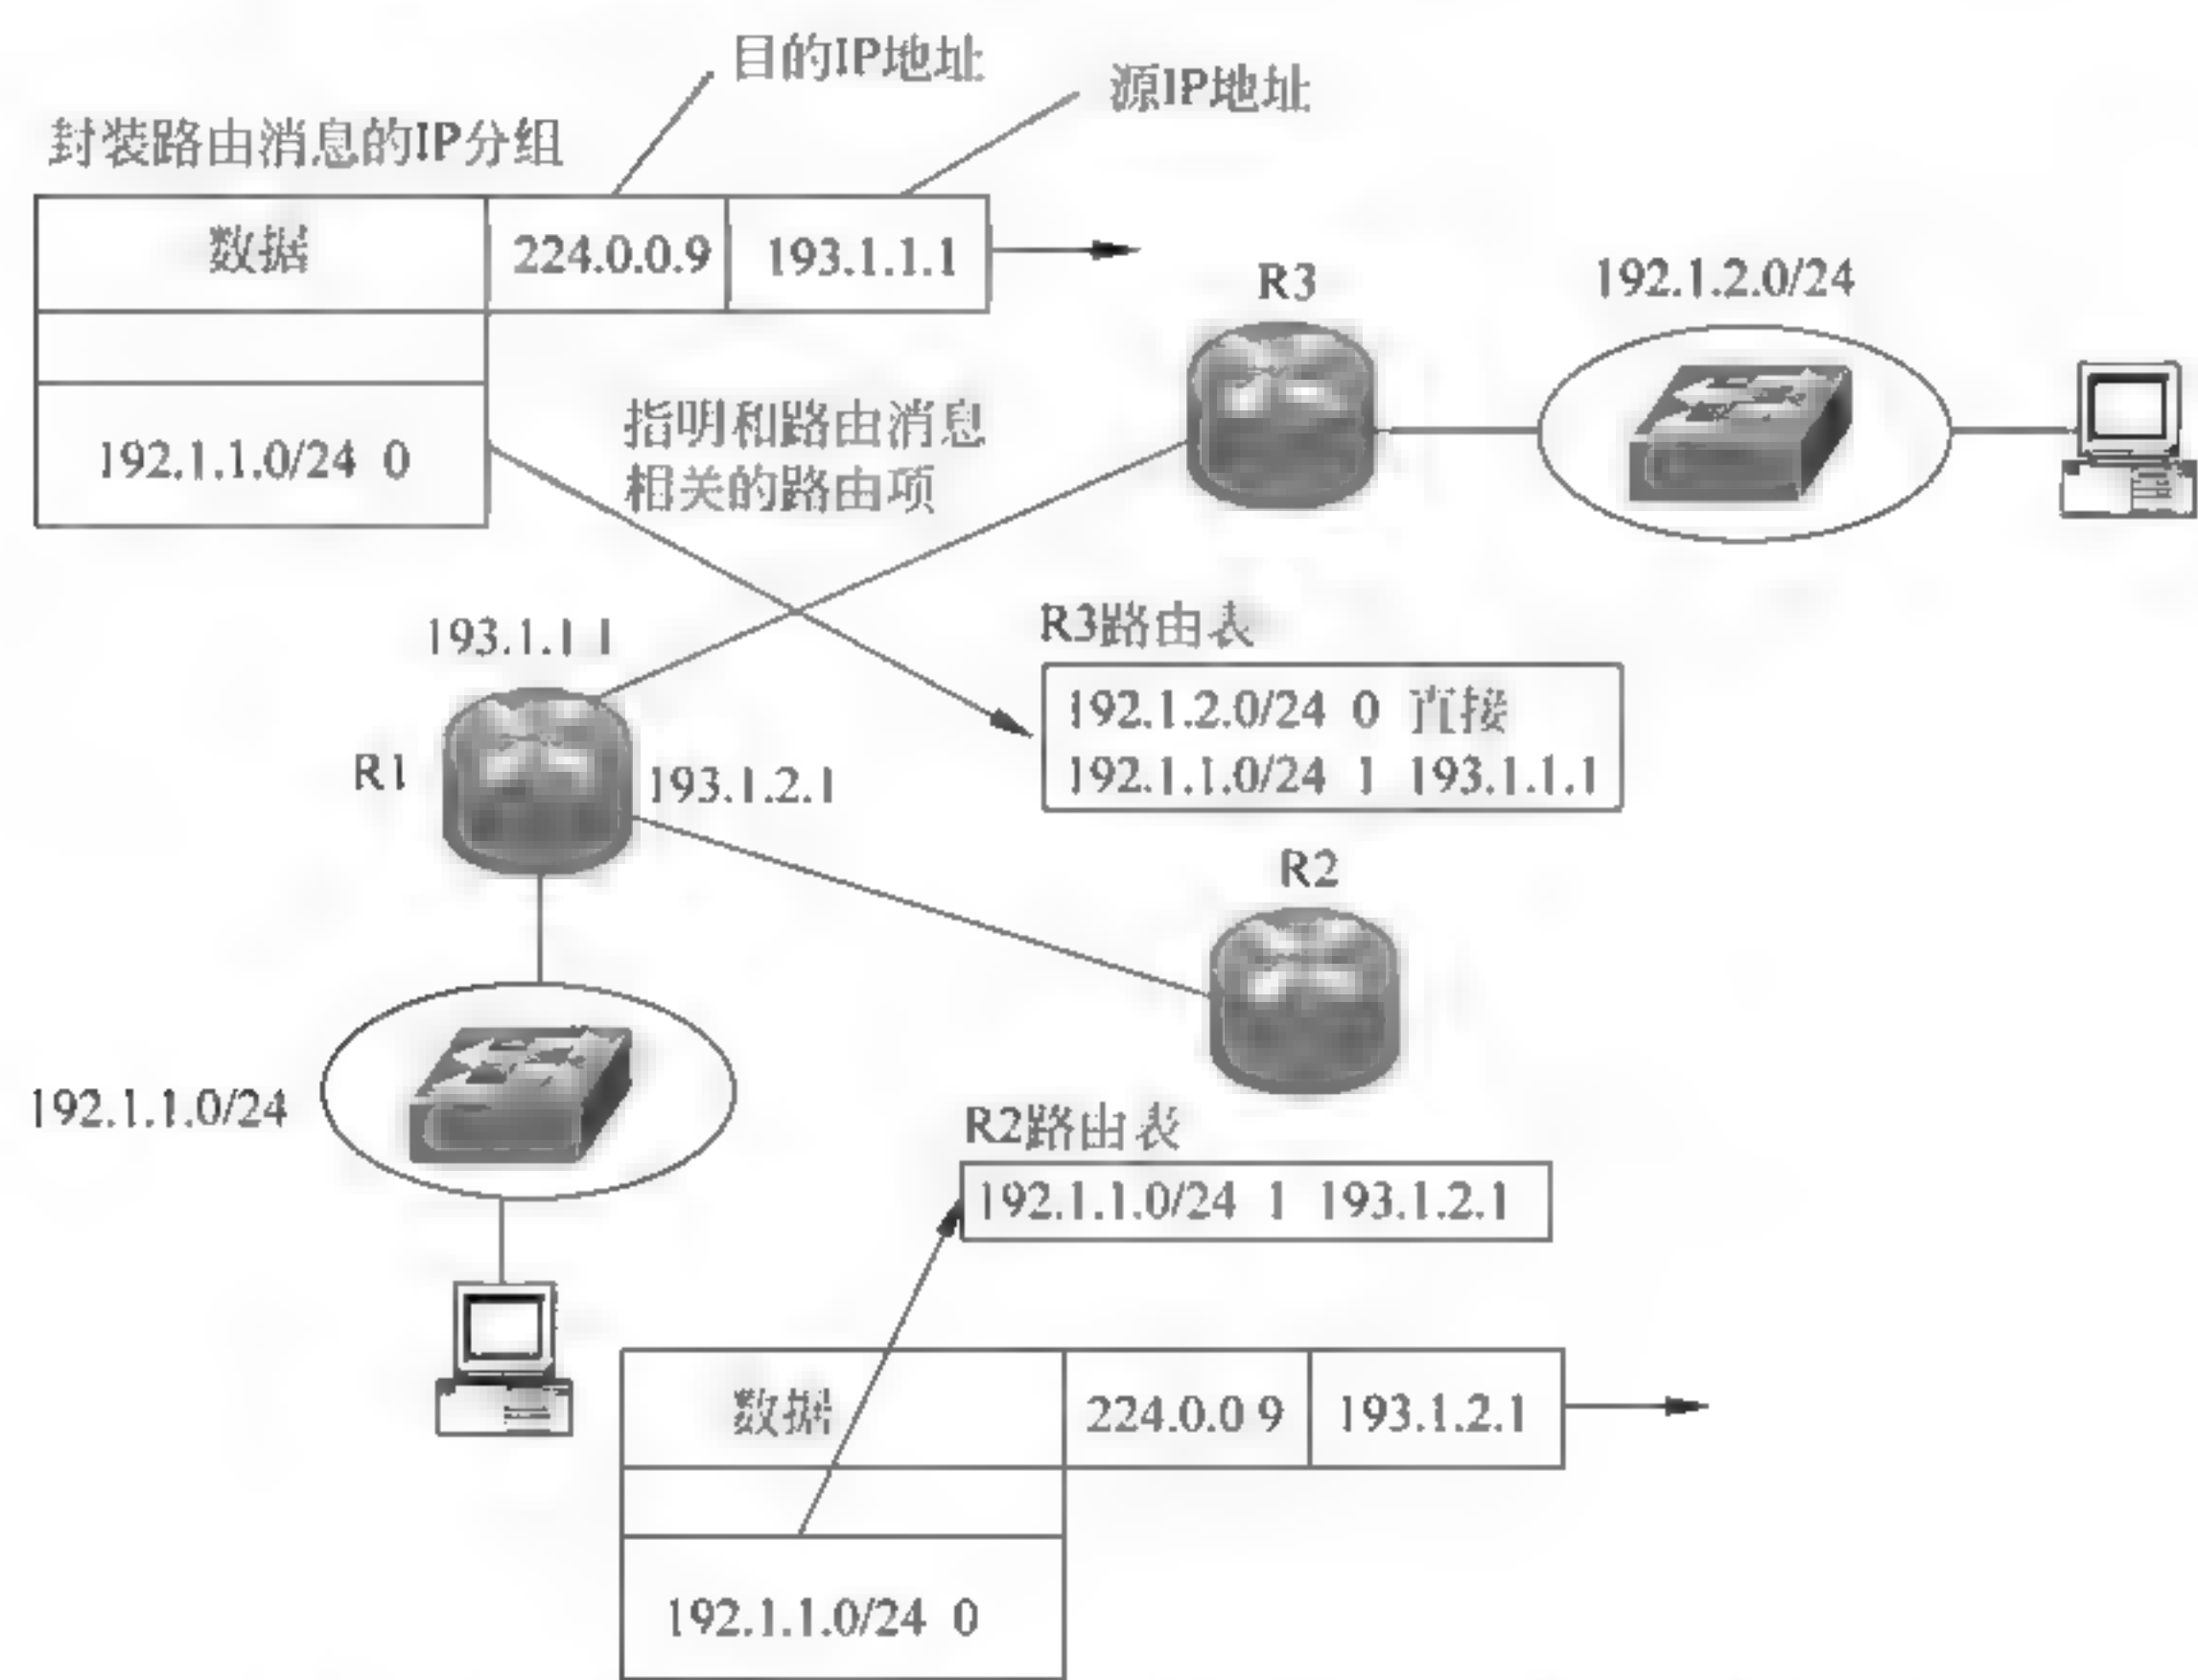 目的IP地址
源IP地址
封装路由消息的IP分组
数据 224.0.0.9 193.1.1.1
192.1.1.0/24 0
指明和路由消息
相关的路由项
R3
192.1.2.0/24
193.1.1 1
R1
193.1.2.1
R3路由表
192.1.2.0/24 0 直接
192.1.1.0/24 1 193.1.1.1
R2
192.1.1.0/24
R2路由表
192.1.1.0/24 1 193.1.2.1
数据 224.0.0 9 193.1.2.1
192.1.1.0/24 0